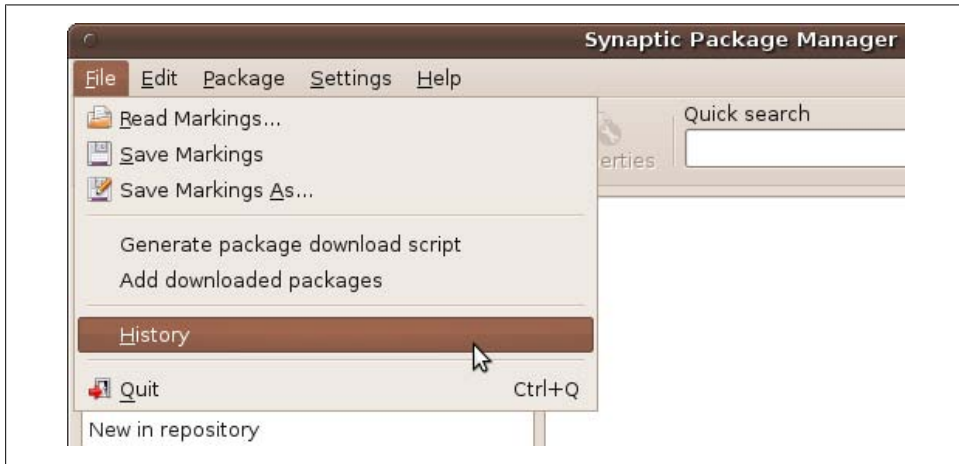 Synaptic Package Manager
File Edit Package Settings Help
Read Markings...
Save Markings
Save Markings As...
Generate package download script
Add downloaded packages
History
Quit Ctrl+Q
Quick search
erties
New in repository